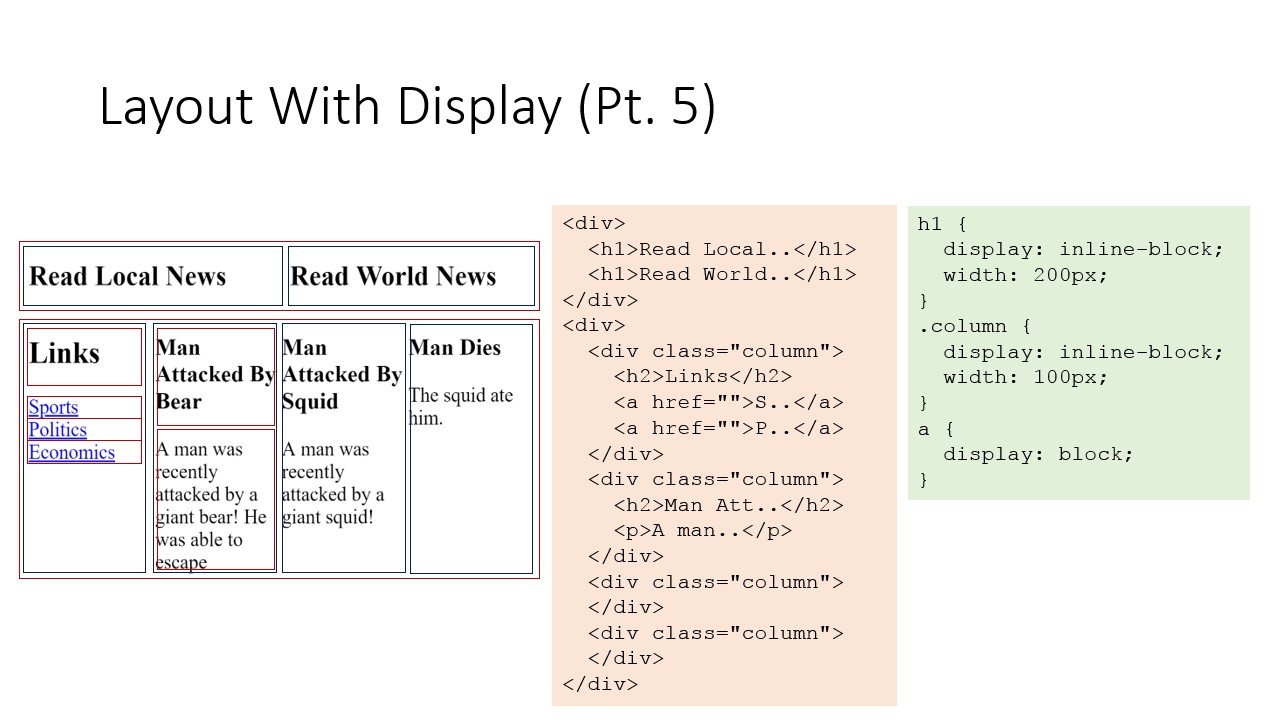 Layout With Display (Pt. 5)
Read Local News
Read World News
Links
Sports
Politics
Economics
Man
Attacked By
Bear
A man was
recently
attacked by a
giant bear! He
was able to
escape
Man
Attacked By
Squid
A man was
recently
attacked by a
giant squid!
Man Dies
The squid ate
him.
<div>
  <h1>Read Local..</h1>
  <h1>Read World..</h1>
</div>
<div>
  <div class="column">
    <h2>Links</h2>
    <a href="">S..</a>
    <a href="">P..</a>
  </div>
  <div class="column">
    <h2>Man Att..</h2>
    <p>A man..</p>
  </div>
  <div class="column">
  </div>
  <div class="column">
  </div>
</div>
h1 {
  display: inline-block;
  width: 200px;
}
.column {
  display: inline-block;
  width: 100px;
}
a {
  display: block;
}